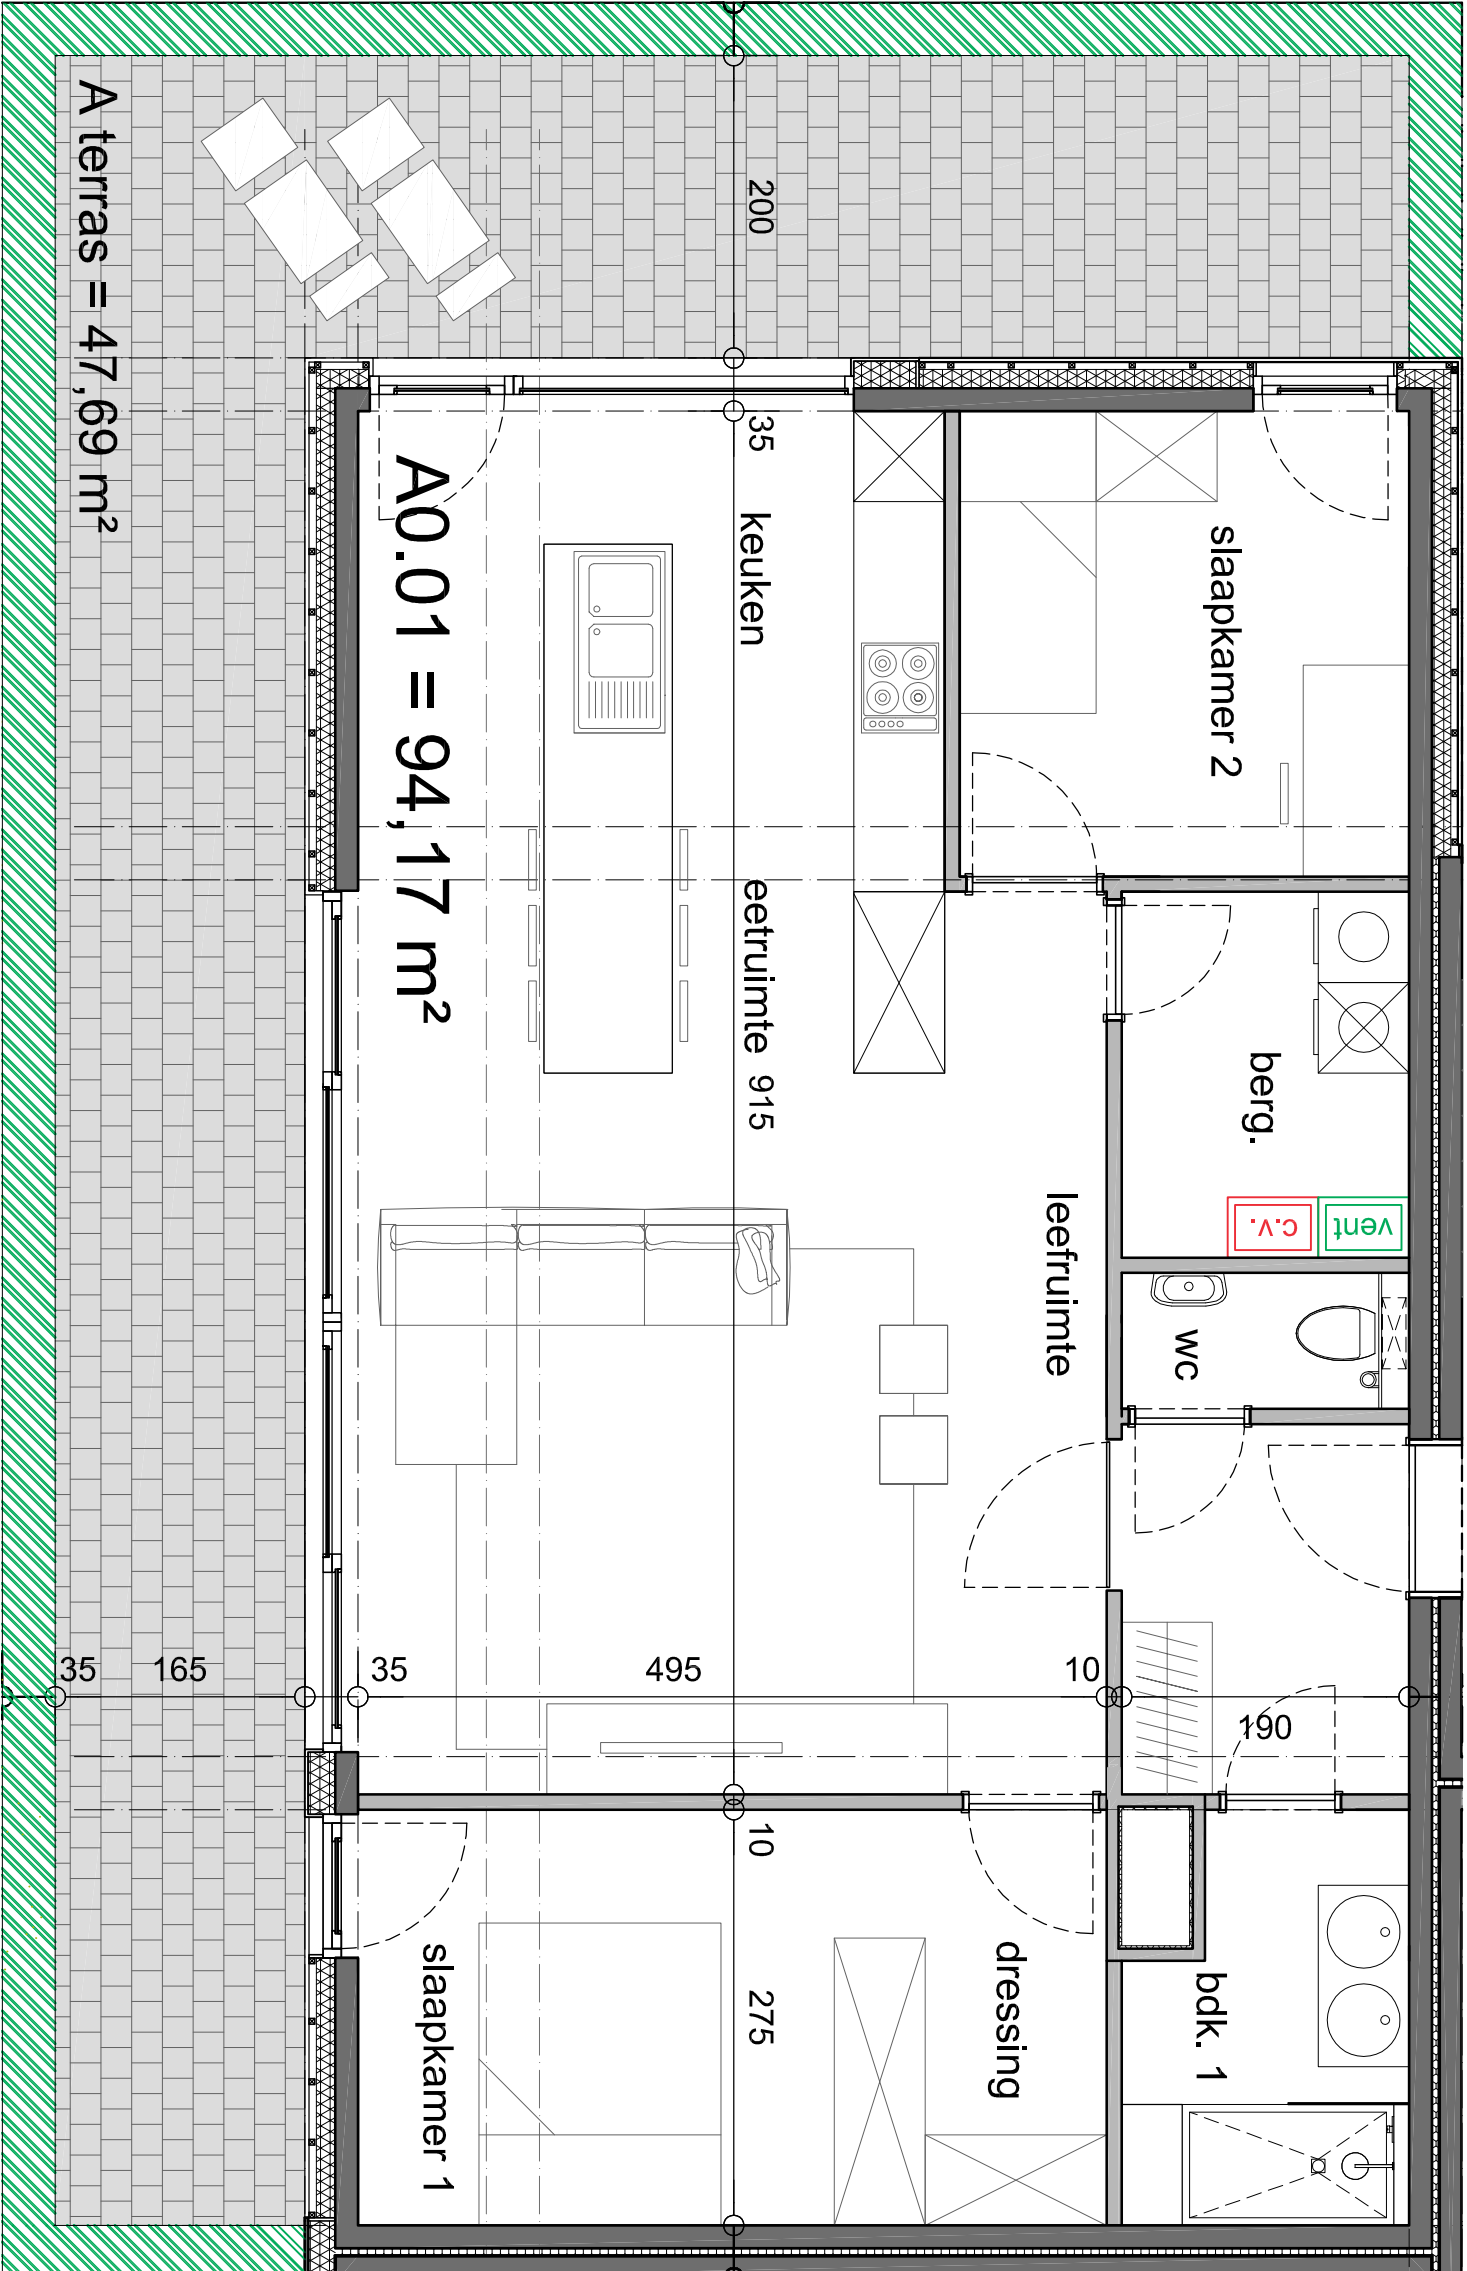 A terras = 47,69 m²
A0.01 = 94,17 m²
200
35
keuken
slaapkamer 2
eetruimte
915
berg.
c.v.
vent
leefruimte
wc
35
165
35
495
10
190
10
275
slaapkamer 1
dressing
bdk. 1